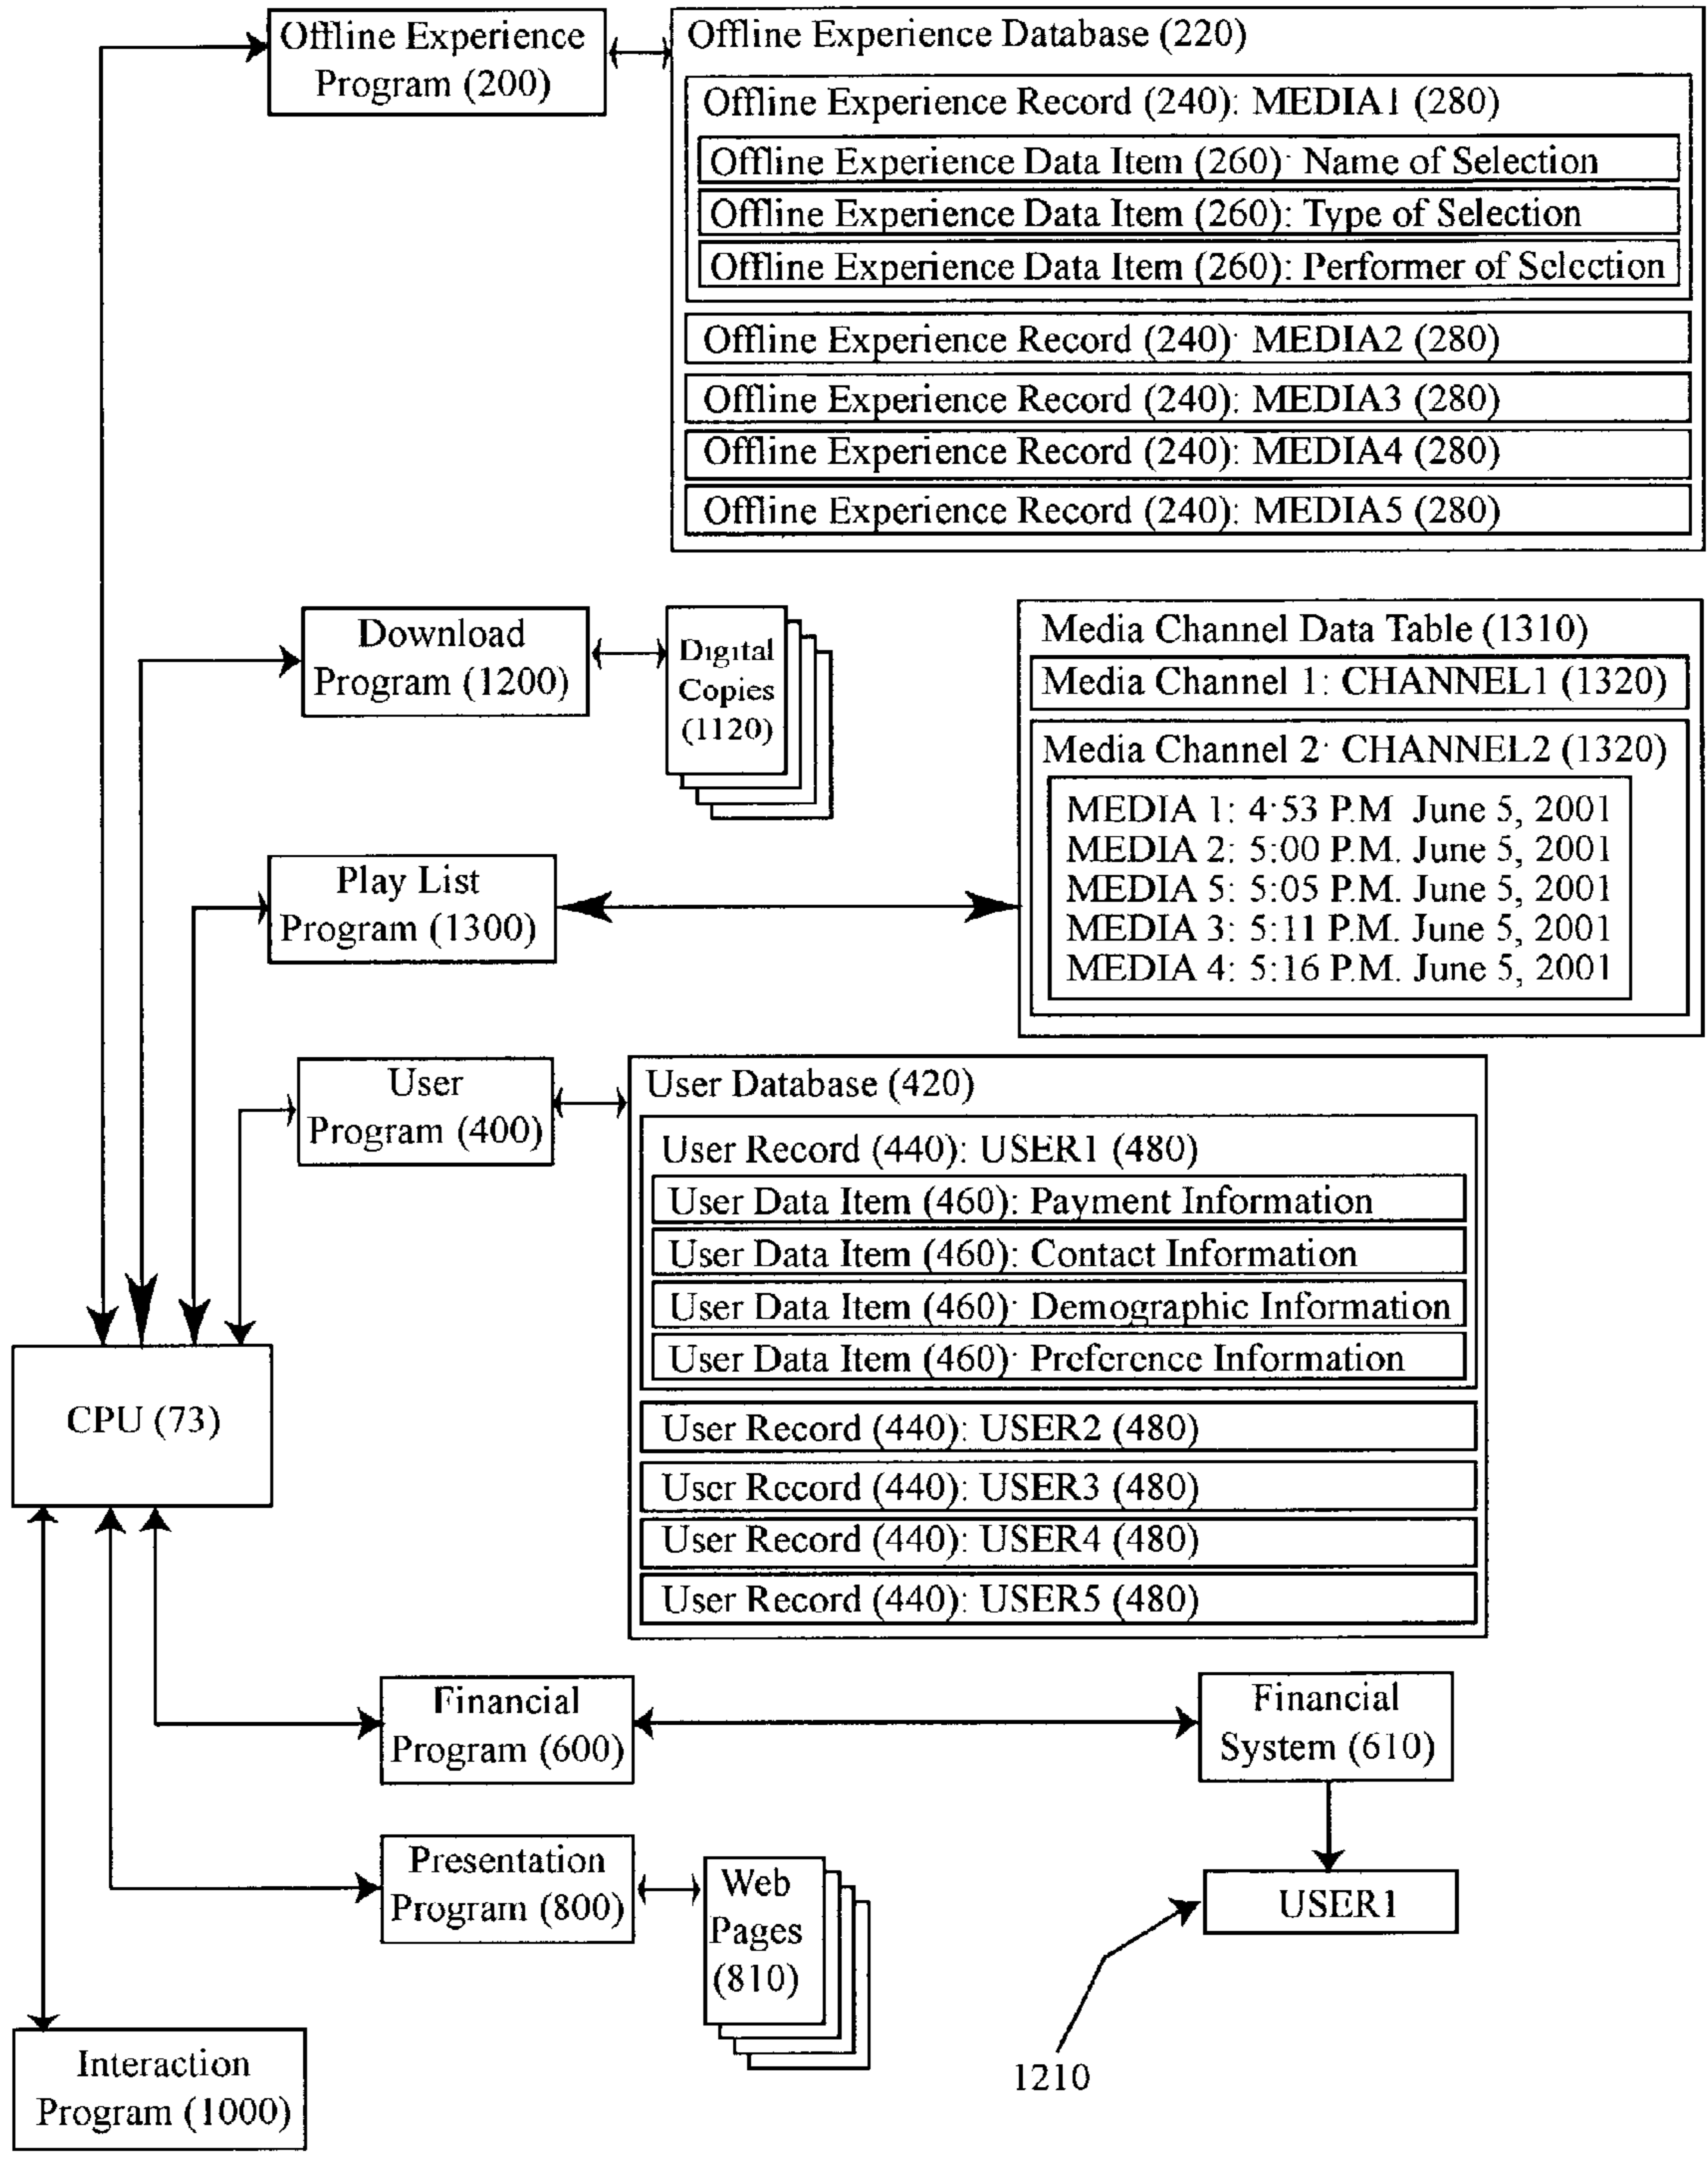 Offline Experience
Program (200)
Offline Experience Database (220)
Offline Experience Record (240): MEDIA1 (280)
Offline Experience Data Item (260): Name of Selection
Offline Experience Data Item (260): Type of Selection
Offline Experience Data Item (260): Performer of Selection
Offline Experience Record (240): MEDIA2 (280)
Offline Experience Record (240): MEDIA3 (280)
Offline Experience Record (240): MEDIA4 (280)
Offline Experience Record (240): MEDIA5 (280)
Download
Program (1200)
Digital
Copies
(1120)
Media Channel Data Table (1310)
Media Channel 1: CHANNEL1 (1320)
Media Channel 2: CHANNEL2 (1320)
MEDIA 1: 4:53 P.M. June 5, 2001
MEDIA 2: 5:00 P.M. June 5, 2001
MEDIA 5: 5:05 P.M. June 5, 2001
MEDIA 3: 5:11 P.M. June 5, 2001
MEDIA 4: 5:16 P.M. June 5, 2001
Play List
Program (1300)
User
Program (400)
User Database (420)
User Record (440): USER1 (480)
User Data Item (460): Payment Information
User Data Item (460): Contact Information
User Data Item (460): Demographic Information
User Data Item (460): Preference Information
User Record (440): USER2 (480)
User Record (440): USER3 (480)
User Record (440): USER4 (480)
User Record (440): USER5 (480)
CPU (73)
Financial
Program (600)
Financial
System (610)
Presentation
Program (800)
Web
Pages
(810)
USER1
1210
Interaction
Program (1000)